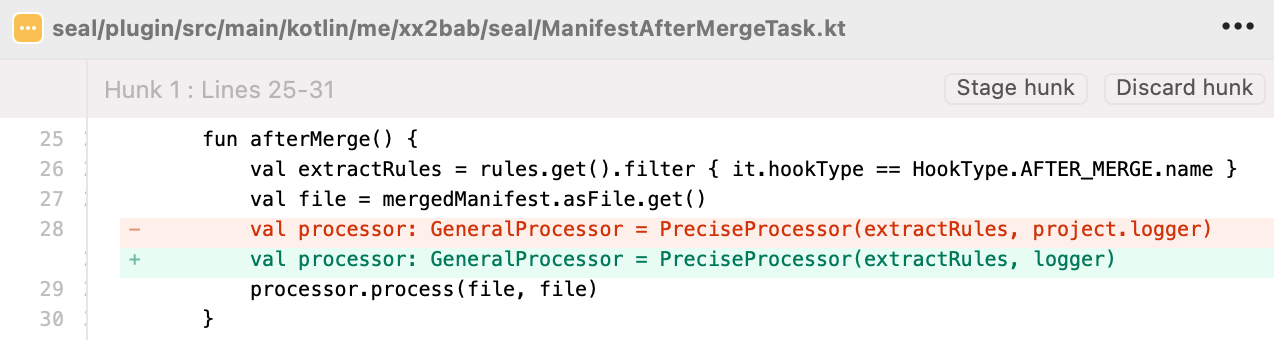 seal/plugin/src/main/kotlin/me/xx2bab/seal/ManifestAfterMergeTask.kt
Hunk 1 : Lines 25-31 Stage hunk Discard hunk
25 fun afterMerge() {
26 val extractRules = rules.get().filter { it.hookType == HookType.AFTER_MERGE.name }
27 val file = mergedManifest.asFile.get()
28 − val processor: GeneralProcessor = PreciseProcessor(extractRules, project.logger)
+ val processor: GeneralProcessor = PreciseProcessor(extractRules, logger)
29 processor.process(file, file)
30 }